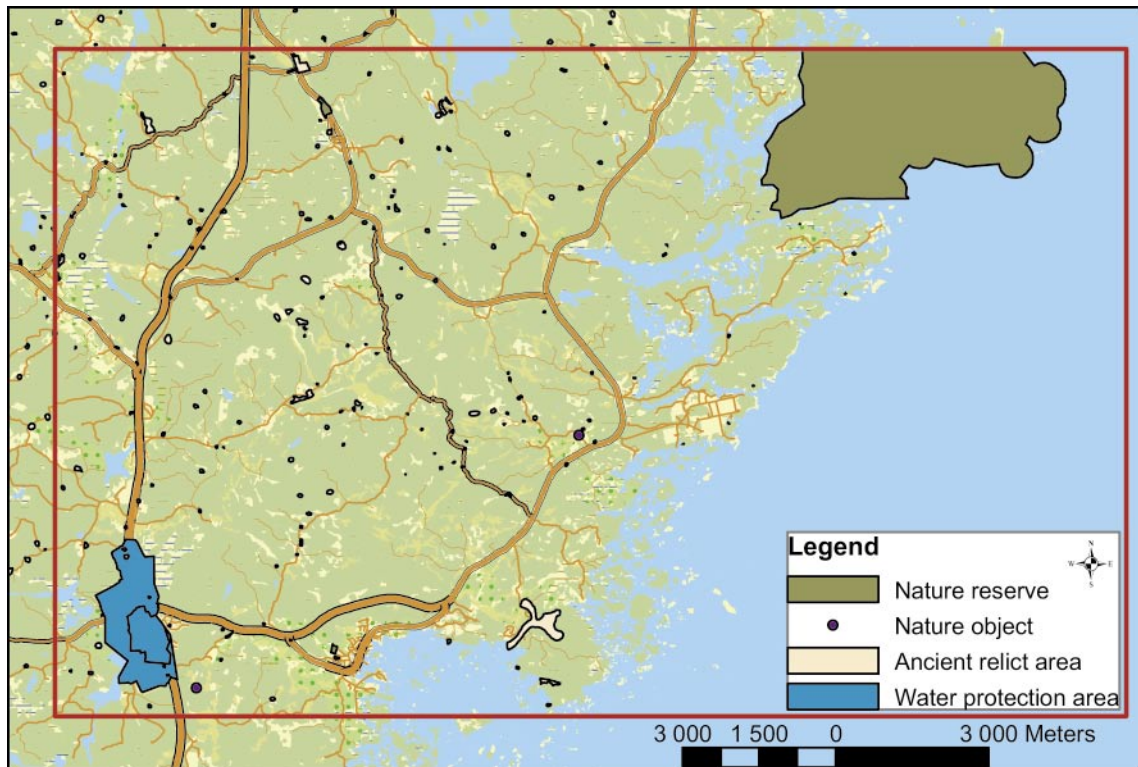 Legend
N
W E
S
Nature reserve
Nature object
Ancient relict area
Water protection area
3 000 1 500 0 3 000 Meters